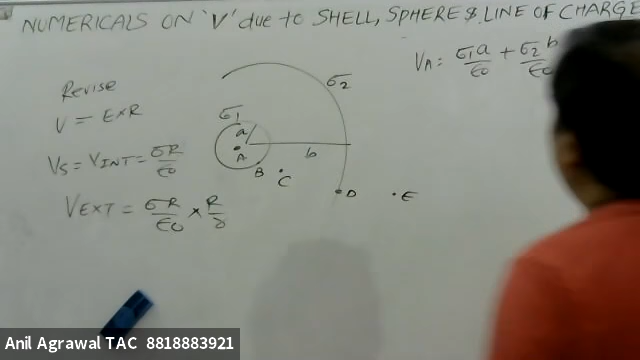 NUMERICALS ON 'V' due to SHELL, SPHERE & LINE OF CHARGE
Revise
V = E×R
Vs = VINT = σR/ε0
VEXT = σR/ε0 × R/r
σ1
a
A
B
C
b
σ2
D
E
VA = σ1a/ε0 + σ2b/ε0
Anil Agrawal TAC 8818883921